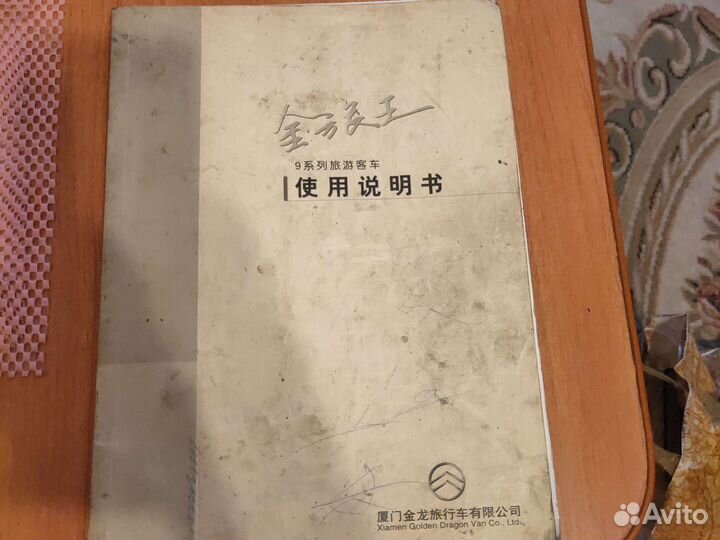 金旅王
9系列旅游客车
使用说明书
厦门金龙旅行车有限公司
Xiamen Golden Dragon Van Co., Ltd.
Avito